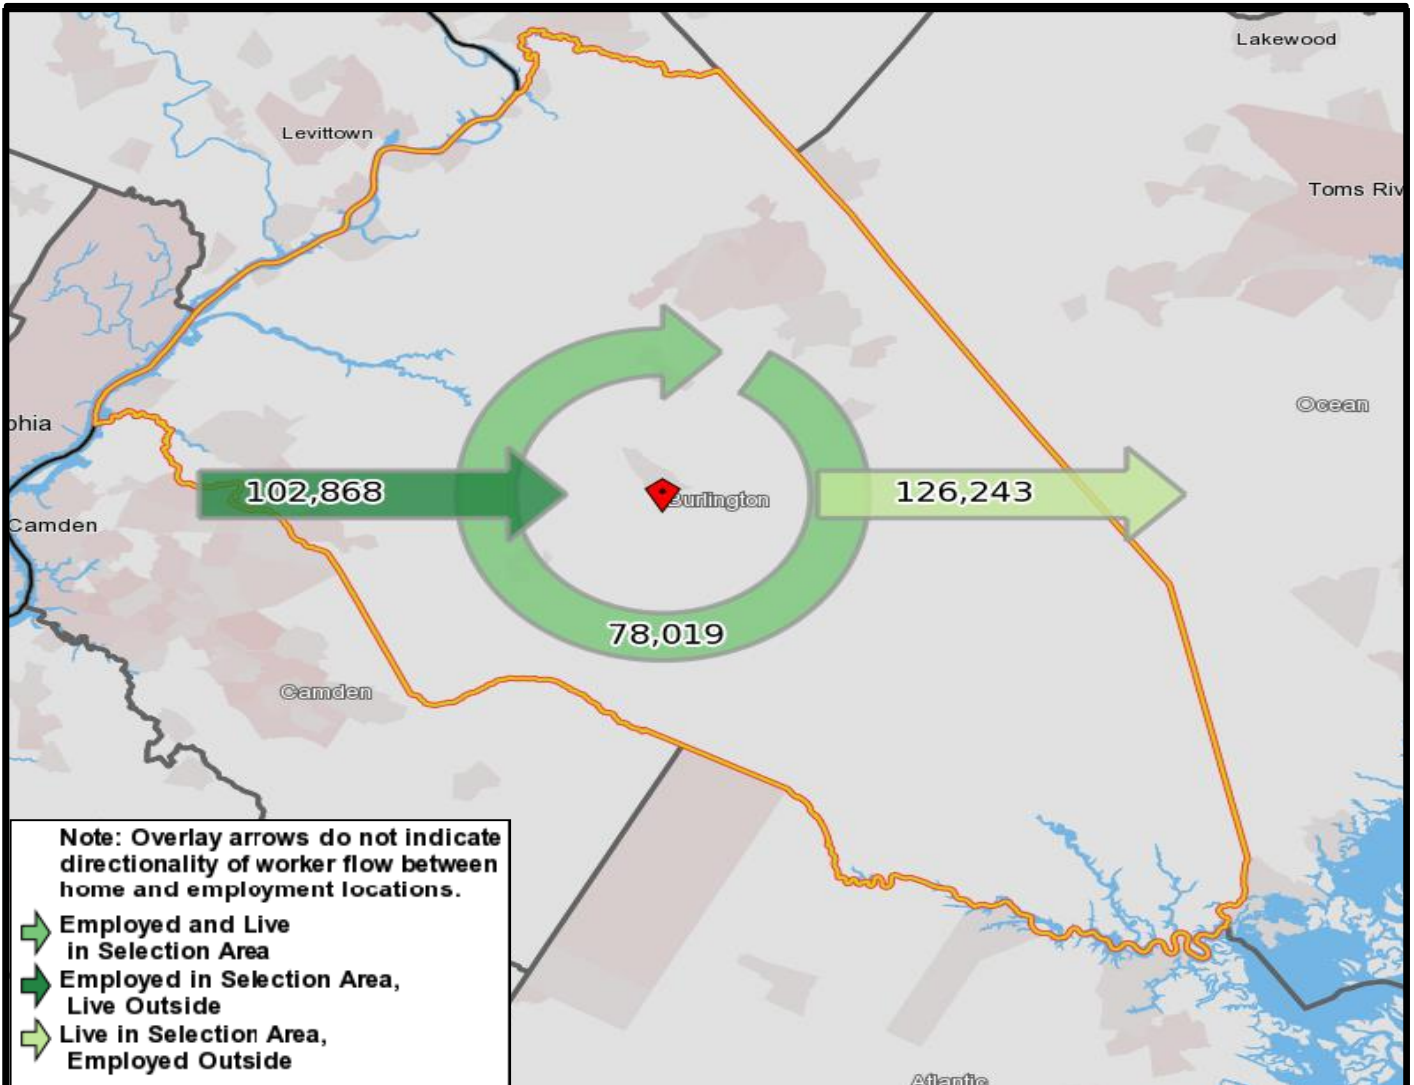 Lakewood
Levittown
Toms Riv
Ocean
phia
102,868
Burlington
126,243
Camden
78,019
Camden
Note: Overlay arrows do not indicate
directionality of worker flow between
home and employment locations.
Employed and Live
in Selection Area
Employed in Selection Area,
Live Outside
Live in Selection Area,
Employed Outside
Atlantic